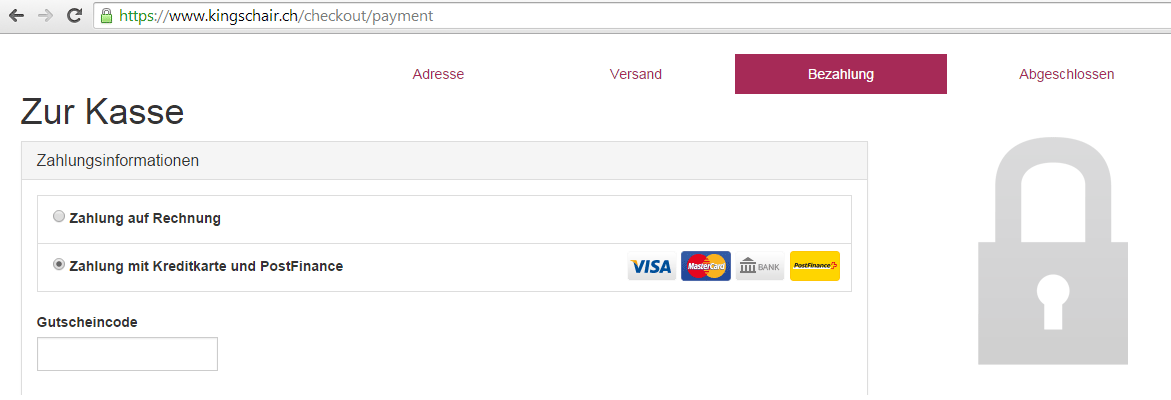 https://www.kingschair.ch/checkout/payment
Adresse Versand Bezahlung Abgeschlossen
Zur Kasse
Zahlungsinformationen
Zahlung auf Rechnung
Zahlung mit Kreditkarte und PostFinance VISA MasterCard BANK PostFinance
Gutscheincode